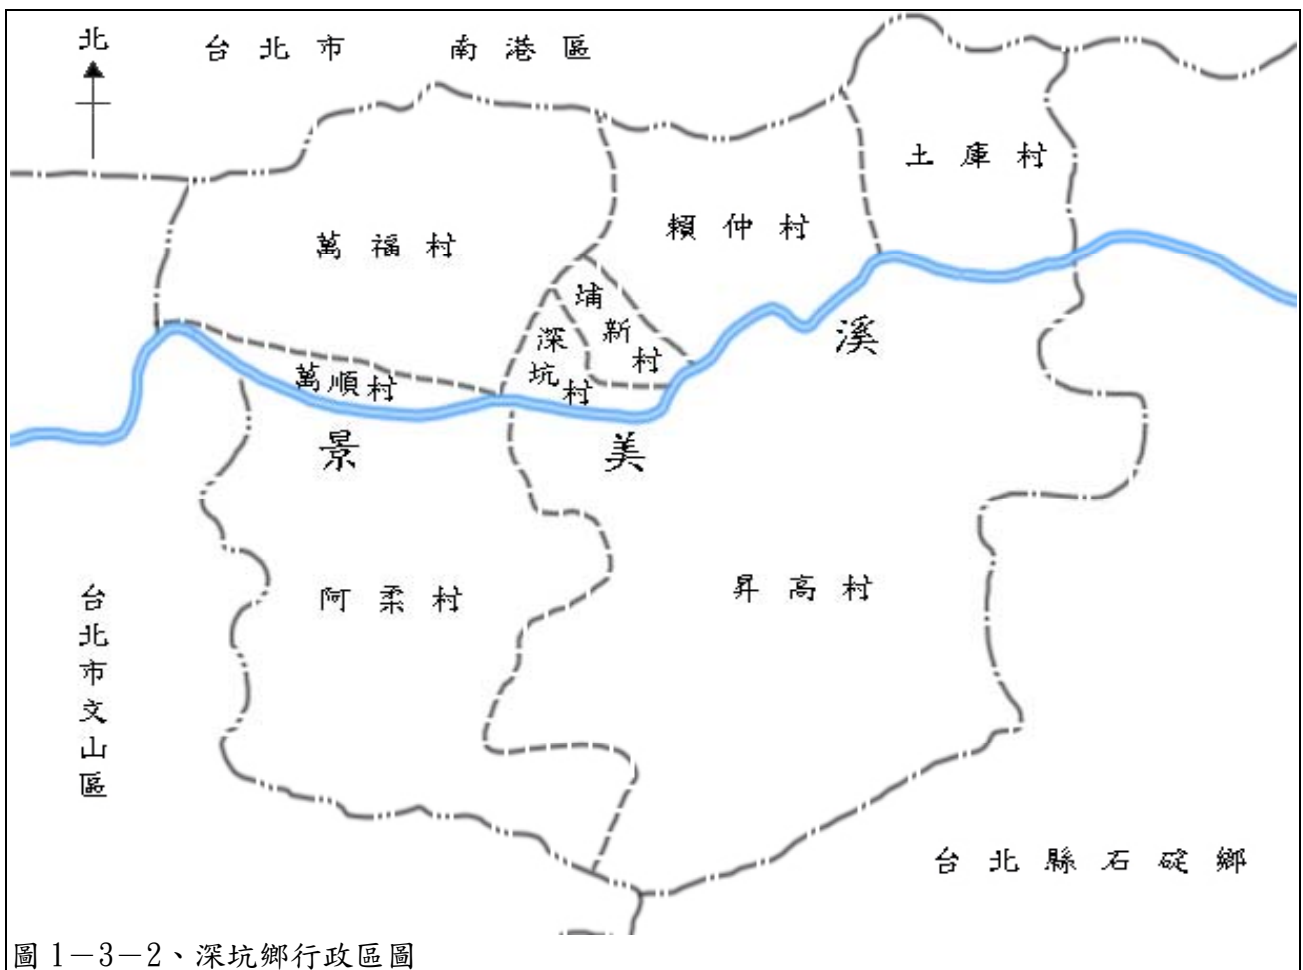 北
台北市 南港區
土庫村
賴仲村
萬福村
埔新村
深坑村
萬順村
景美溪
阿柔村
昇高村
台北市文山區
台北縣石碇鄉
圖 1－3－2、深坑鄉行政區圖